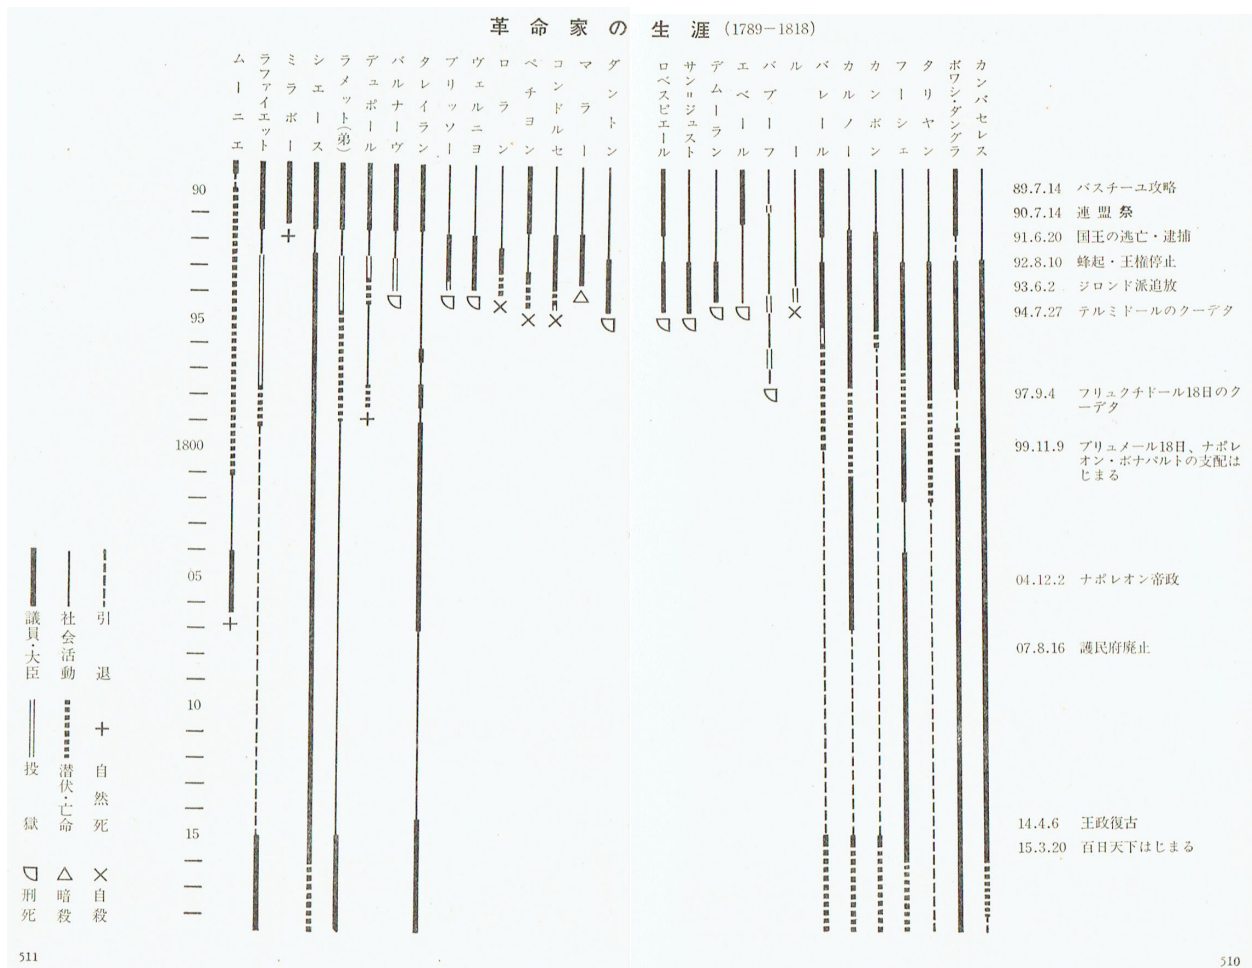 革命家の生涯(1789-1818)
ムーニエ
ラファイエット
ミラボー
シエース
ラメット(弟)
デュポール
バルナーヴ
タレイラン
ブリッソー
ヴェルニヨ
ロラン
ペチヨン
コンドルセ
マラー
ダントン
ロベスピエール
サン=ジュスト
デムーラン
エベール
バブーフ
ルー
バレール
カルノー
カンボン
フーシェ
タリヤン
ボワシ・ダングラ
カンバセレス
90
95
1800
05
10
15
89.7.14 バスチーユ攻略
90.7.14 連盟祭
91.6.20 国王の逃亡・逮捕
92.8.10 蜂起・王権停止
93.6.2 ジロンド派追放
94.7.27 テルミドールのクーデタ
97.9.4 フリュクチドール18日のク
ーデタ
99.11.9 ブリュメール18日、ナポレ
オン・ボナパルトの支配は
じまる
04.12.2 ナポレオン帝政
07.8.16 護民府廃止
14.4.6 王政復古
15.3.20 百日天下はじまる
議員・大臣
社会活動
引退
投獄
潜伏・亡命
自然死
刑死
暗殺
自殺
511
510